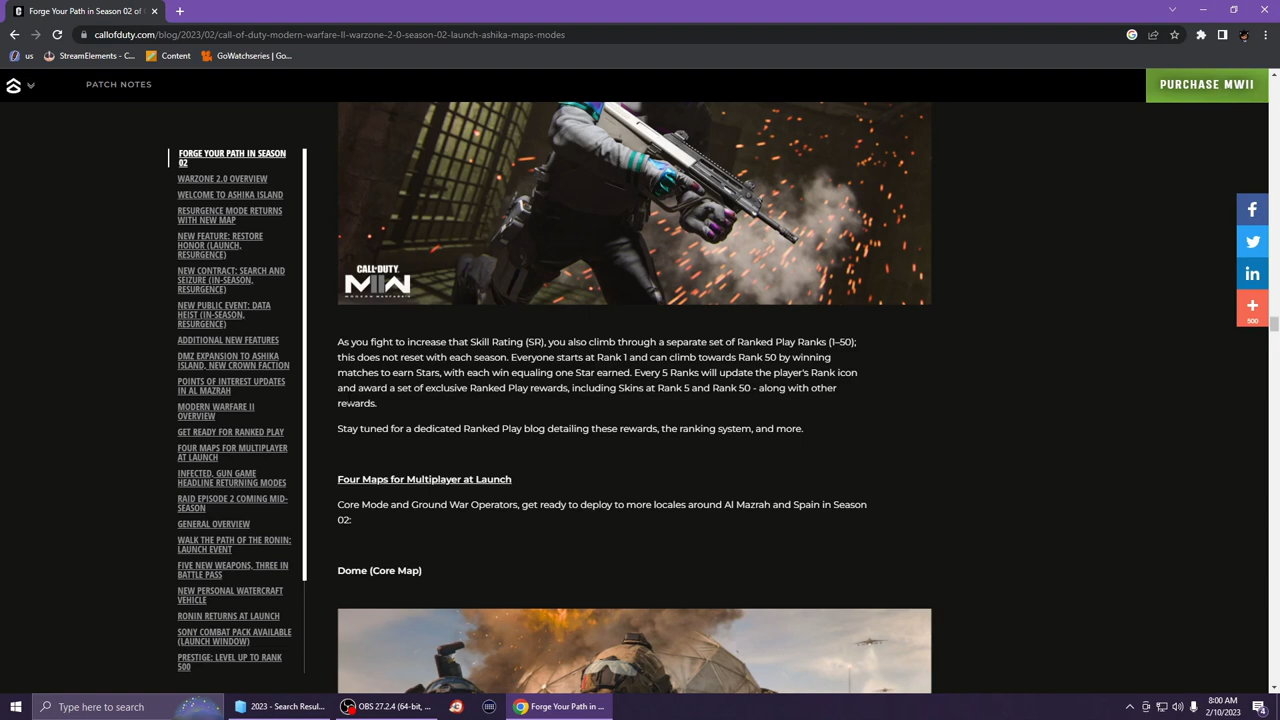 Forge Your Path in Season 02
callofduty.com/blog/2023/02/call-of-duty-modern-warfare-II-warzone-2-0-season-02-launch-ashika-maps-modes
us
StreamElements - C...
Content
GoWatchseries | Go...
PATCH NOTES
PURCHASE MWII
FORGE YOUR PATH IN SEASON
02
WARZONE 2.0 OVERVIEW
WELCOME TO ASHIKA ISLAND
RESURGENCE MODE RETURNS
WITH NEW MAP
NEW FEATURE: RESTORE
HONOR (LAUNCH,
RESURGENCE)
NEW CONTRACT: SEARCH AND
SEIZURE (IN-SEASON,
RESURGENCE)
NEW PUBLIC EVENT: DATA
HEIST (IN-SEASON,
RESURGENCE)
ADDITIONAL NEW FEATURES
DMZ EXPANSION TO ASHIKA
ISLAND, NEW CROWN FACTION
POINTS OF INTEREST UPDATES
IN AL MAZRAH
MODERN WARFARE II
OVERVIEW
GET READY FOR RANKED PLAY
FOUR MAPS FOR MULTIPLAYER
AT LAUNCH
INFECTED, GUN GAME
HEADLINE RETURNING MODES
RAID EPISODE 2 COMING MID-
SEASON
GENERAL OVERVIEW
WALK THE PATH OF THE RONIN:
LAUNCH EVENT
FIVE NEW WEAPONS, THREE IN
BATTLE PASS
NEW PERSONAL WATERCRAFT
VEHICLE
RONIN RETURNS AT LAUNCH
SONY COMBAT PACK AVAILABLE
(LAUNCH WINDOW)
PRESTIGE: LEVEL UP TO RANK
500
CALL OF DUTY
MWII
MODERN WARFARE II
As you fight to increase that Skill Rating (SR), you also climb through a separate set of Ranked Play Ranks (1–50);
this does not reset with each season. Everyone starts at Rank 1 and can climb towards Rank 50 by winning
matches to earn Stars, with each win equaling one Star earned. Every 5 Ranks will update the player's Rank icon
and award a set of exclusive Ranked Play rewards, including Skins at Rank 5 and Rank 50 - along with other
rewards.
Stay tuned for a dedicated Ranked Play blog detailing these rewards, the ranking system, and more.
Four Maps for Multiplayer at Launch
Core Mode and Ground War Operators, get ready to deploy to more locales around Al Mazrah and Spain in Season
02:
Dome (Core Map)
500
Type here to search
2023 - Search Resul...
OBS 27.2.4 (64-bit, ...
Forge Your Path in ...
8:00 AM
2/10/2023
4